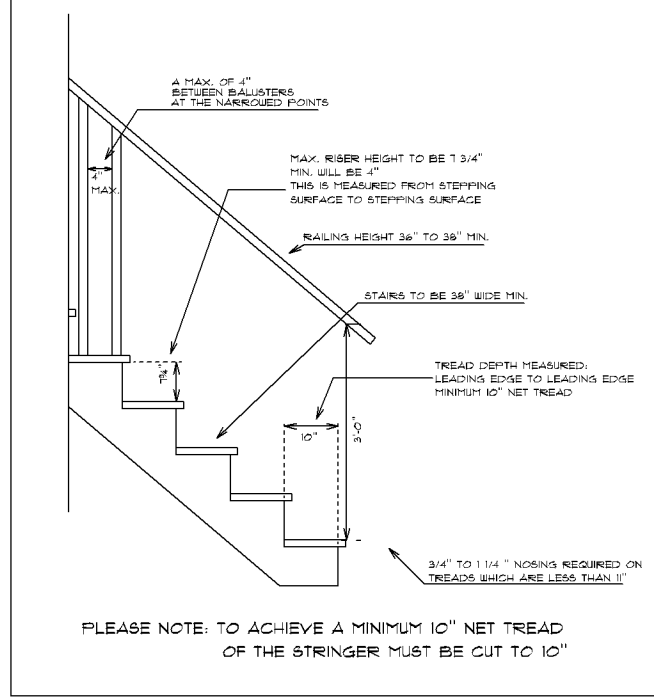 A MAX. OF 4"
BETWEEN BALUSTERS
AT THE NARROWED POINTS
4"
MAX.
MAX. RISER HEIGHT TO BE 7 3/4"
MIN. WILL BE 4"
THIS IS MEASURED FROM STEPPING
SURFACE TO STEPPING SURFACE
RAILING HEIGHT 36" TO 38" MIN.
STAIRS TO BE 38" WIDE MIN.
7¾"
TREAD DEPTH MEASURED:
LEADING EDGE TO LEADING EDGE
MINIMUM 10" NET TREAD
10"
3'-0"
3/4" TO 1 1/4 " NOSING REQUIRED ON
TREADS WHICH ARE LESS THAN 11"
PLEASE NOTE: TO ACHIEVE A MINIMUM 10" NET TREAD
OF THE STRINGER MUST BE CUT TO 10"